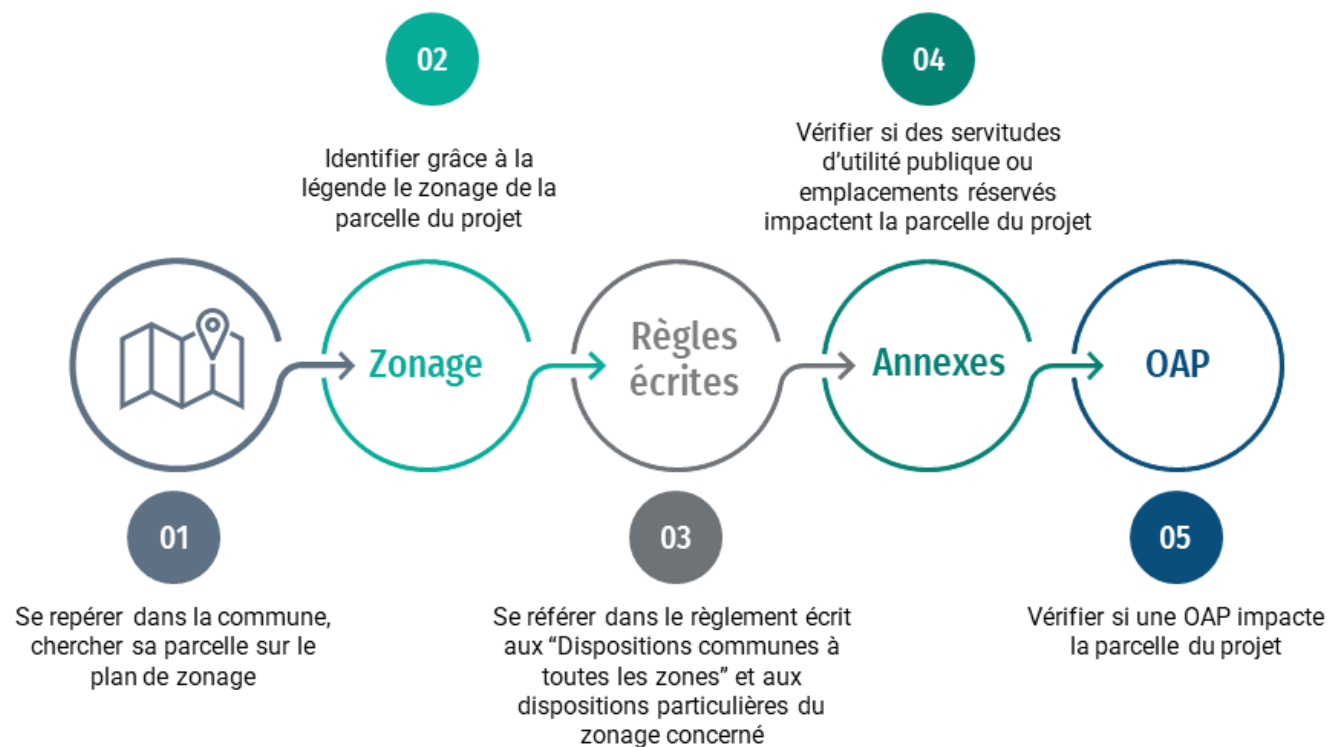 02
04
Identifier grâce à la
légende le zonage de la
parcelle du projet
Vérifier si des servitudes
d’utilité publique ou
emplacements réservés
impactent la parcelle du projet
Zonage
Règles
écrites
Annexes
OAP
01
03
05
Se repérer dans la commune,
chercher sa parcelle sur le
plan de zonage
Se référer dans le règlement écrit
aux “Dispositions communes à
toutes les zones” et aux
dispositions particulières du
zonage concerné
Vérifier si une OAP impacte
la parcelle du projet